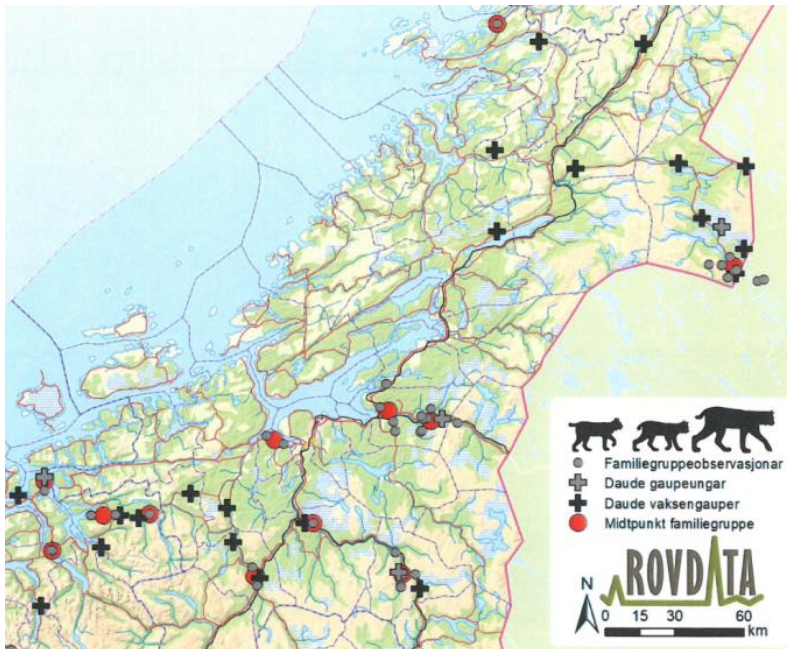 Familiegruppeobservasjonar
Daude gaupeungar
Daude vaksengauper
Midtpunkt familiegruppe
ROVDATA
N
0 15 30 60
km